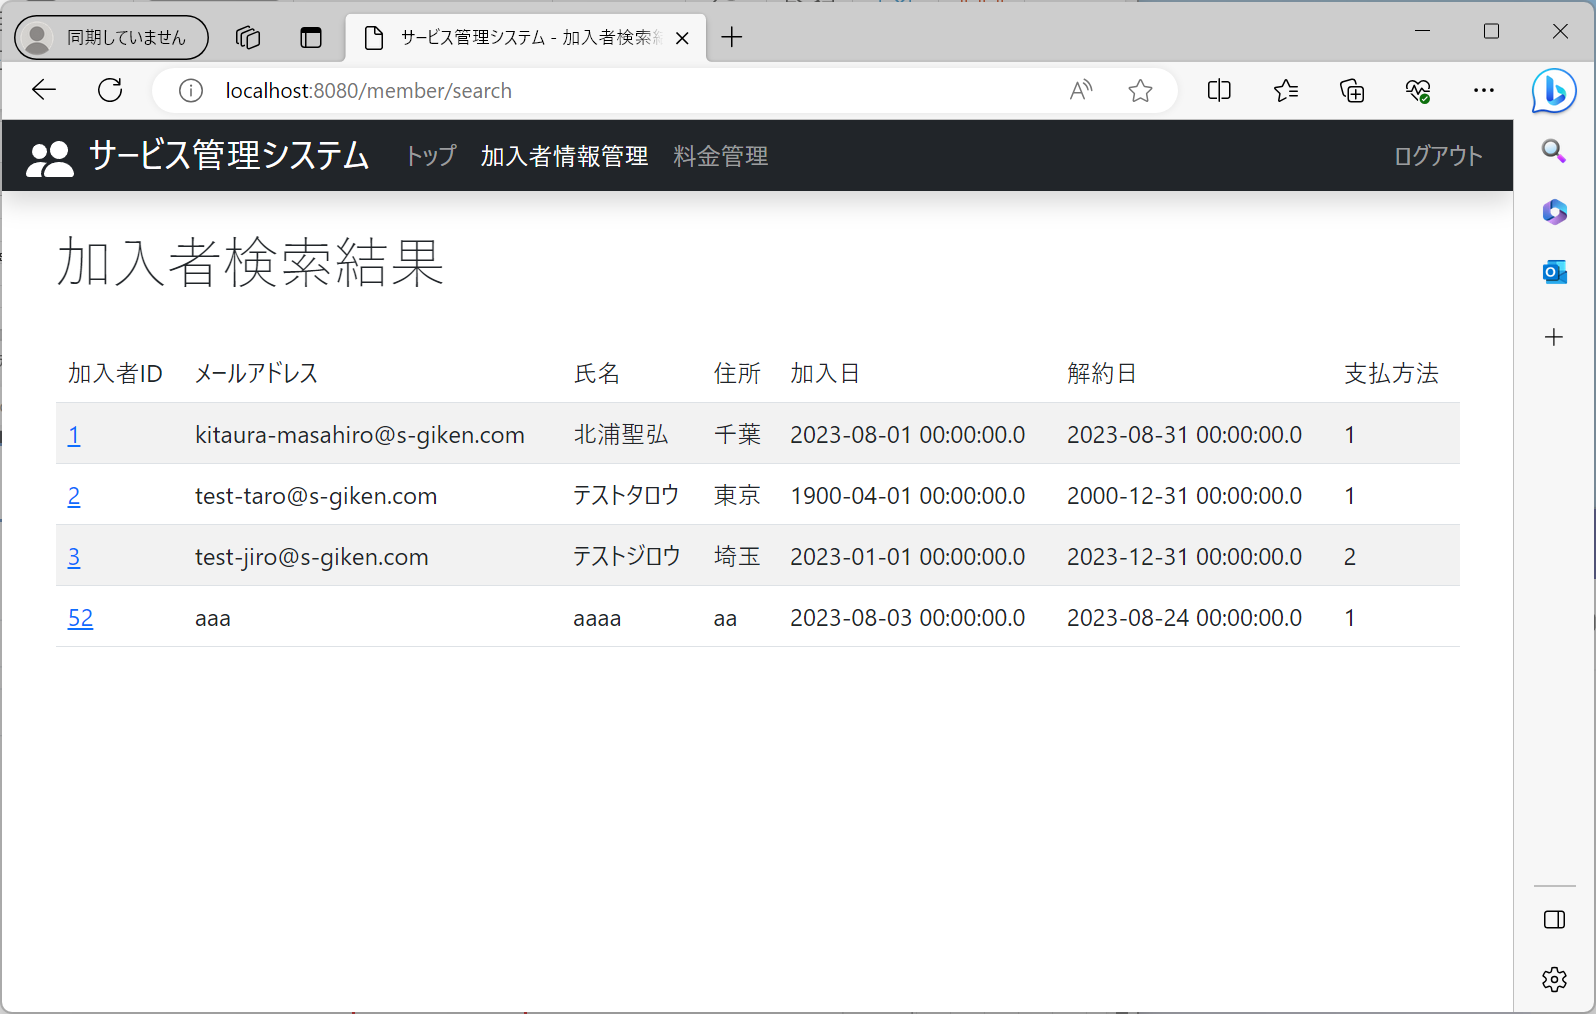 同期していません
サービス管理システム - 加入者検索結
localhost:8080/member/search
サービス管理システム トップ 加入者情報管理 料金管理 ログアウト
加入者検索結果
加入者ID メールアドレス 氏名 住所 加入日 解約日 支払方法
1 kitaura-masahiro@s-giken.com 北浦聖弘 千葉 2023-08-01 00:00:00.0 2023-08-31 00:00:00.0 1
2 test-taro@s-giken.com テストタロウ 東京 1900-04-01 00:00:00.0 2000-12-31 00:00:00.0 1
3 test-jiro@s-giken.com テストジロウ 埼玉 2023-01-01 00:00:00.0 2023-12-31 00:00:00.0 2
52 aaa aaaa aa 2023-08-03 00:00:00.0 2023-08-24 00:00:00.0 1